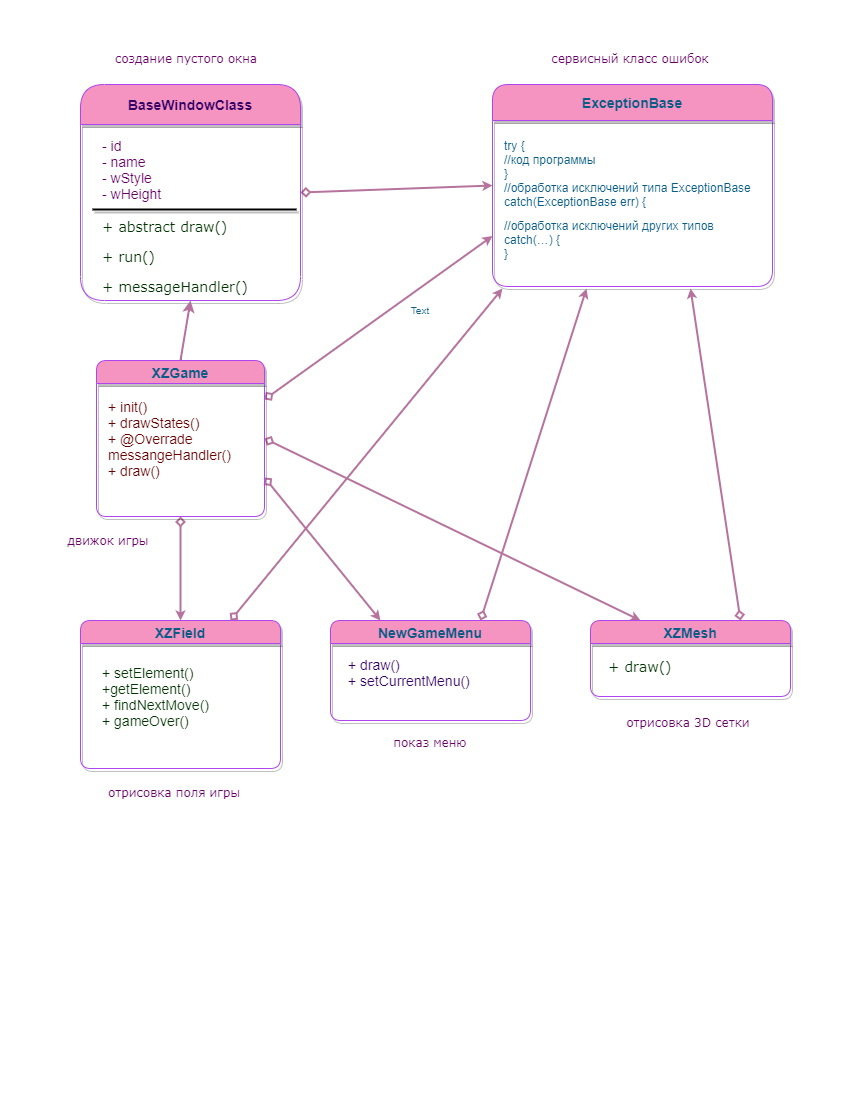 создание пустого окна
сервисный класс ошибок
BaseWindowClass
- id
- name
- wStyle
- wHeight
+ abstract draw()
+ run()
+ messageHandler()
ExceptionBase
try {
//код программы
}
//обработка исключений типа ExceptionBase
catch(ExceptionBase err) {
//обработка исключений других типов
catch(...) {
}
Text
XZGame
+ init()
+ drawStates()
+ @Overrade
messangeHandler()
+ draw()
движок игры
XZField
+ setElement()
+getElement()
+ findNextMove()
+ gameOver()
отрисовка поля игры
NewGameMenu
+ draw()
+ setCurrentMenu()
показ меню
XZMesh
+ draw()
отрисовка 3D сетки